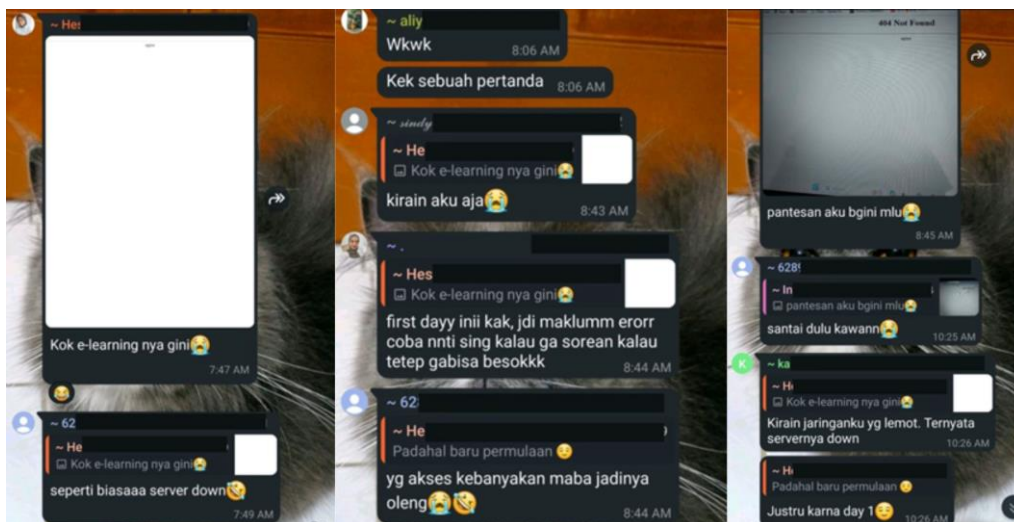 ~ Hes
Kok e-learning nya gini😭
7:47 AM
~ 62
~ He
Kok e-learning nya gini😭
seperti biasaaa server down🤣
7:49 AM
~ aliy
Wkwk
8:06 AM
Kek sebuah pertanda
8:06 AM
~ sindy
~ He
Kok e-learning nya gini😭
kirain aku aja😭
8:43 AM
~ .
~ Hes
Kok e-learning nya gini😭
first dayy inii kak, jdi maklumm erorr
coba nnti sing kalau ga sorean kalau
tetep gabisa besokkk
8:44 AM
~ 62
~ He
Padahal baru permulaan 😌
yg akses kebanyakan maba jadinya
oleng😭🤣
8:44 AM
404 Not Found
pantesan aku bgini mlu😭
8:45 AM
~ 628
~ In
pantesan aku bgini mlu😭
santai dulu kawann😭
10:25 AM
K
~ ka
~ H
Kok e-learning nya gini😭
Kirain jaringanku yg lemot. Ternyata
servernya down
10:26 AM
~ H
Padahal baru permulaan 😌
Justru karna day 1😌
10:26 AM